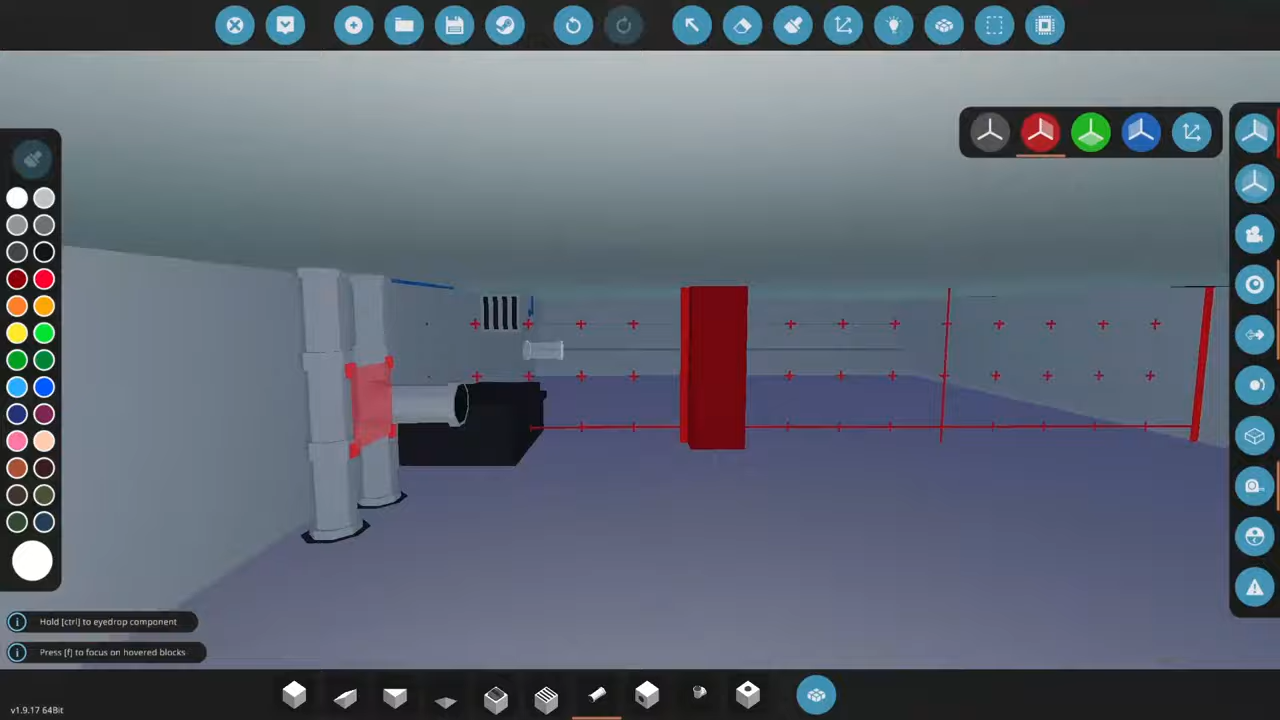 Hold [ctrl] to eyedrop component
Press [f] to focus on hovered blocks
v1.9.17 64Bit